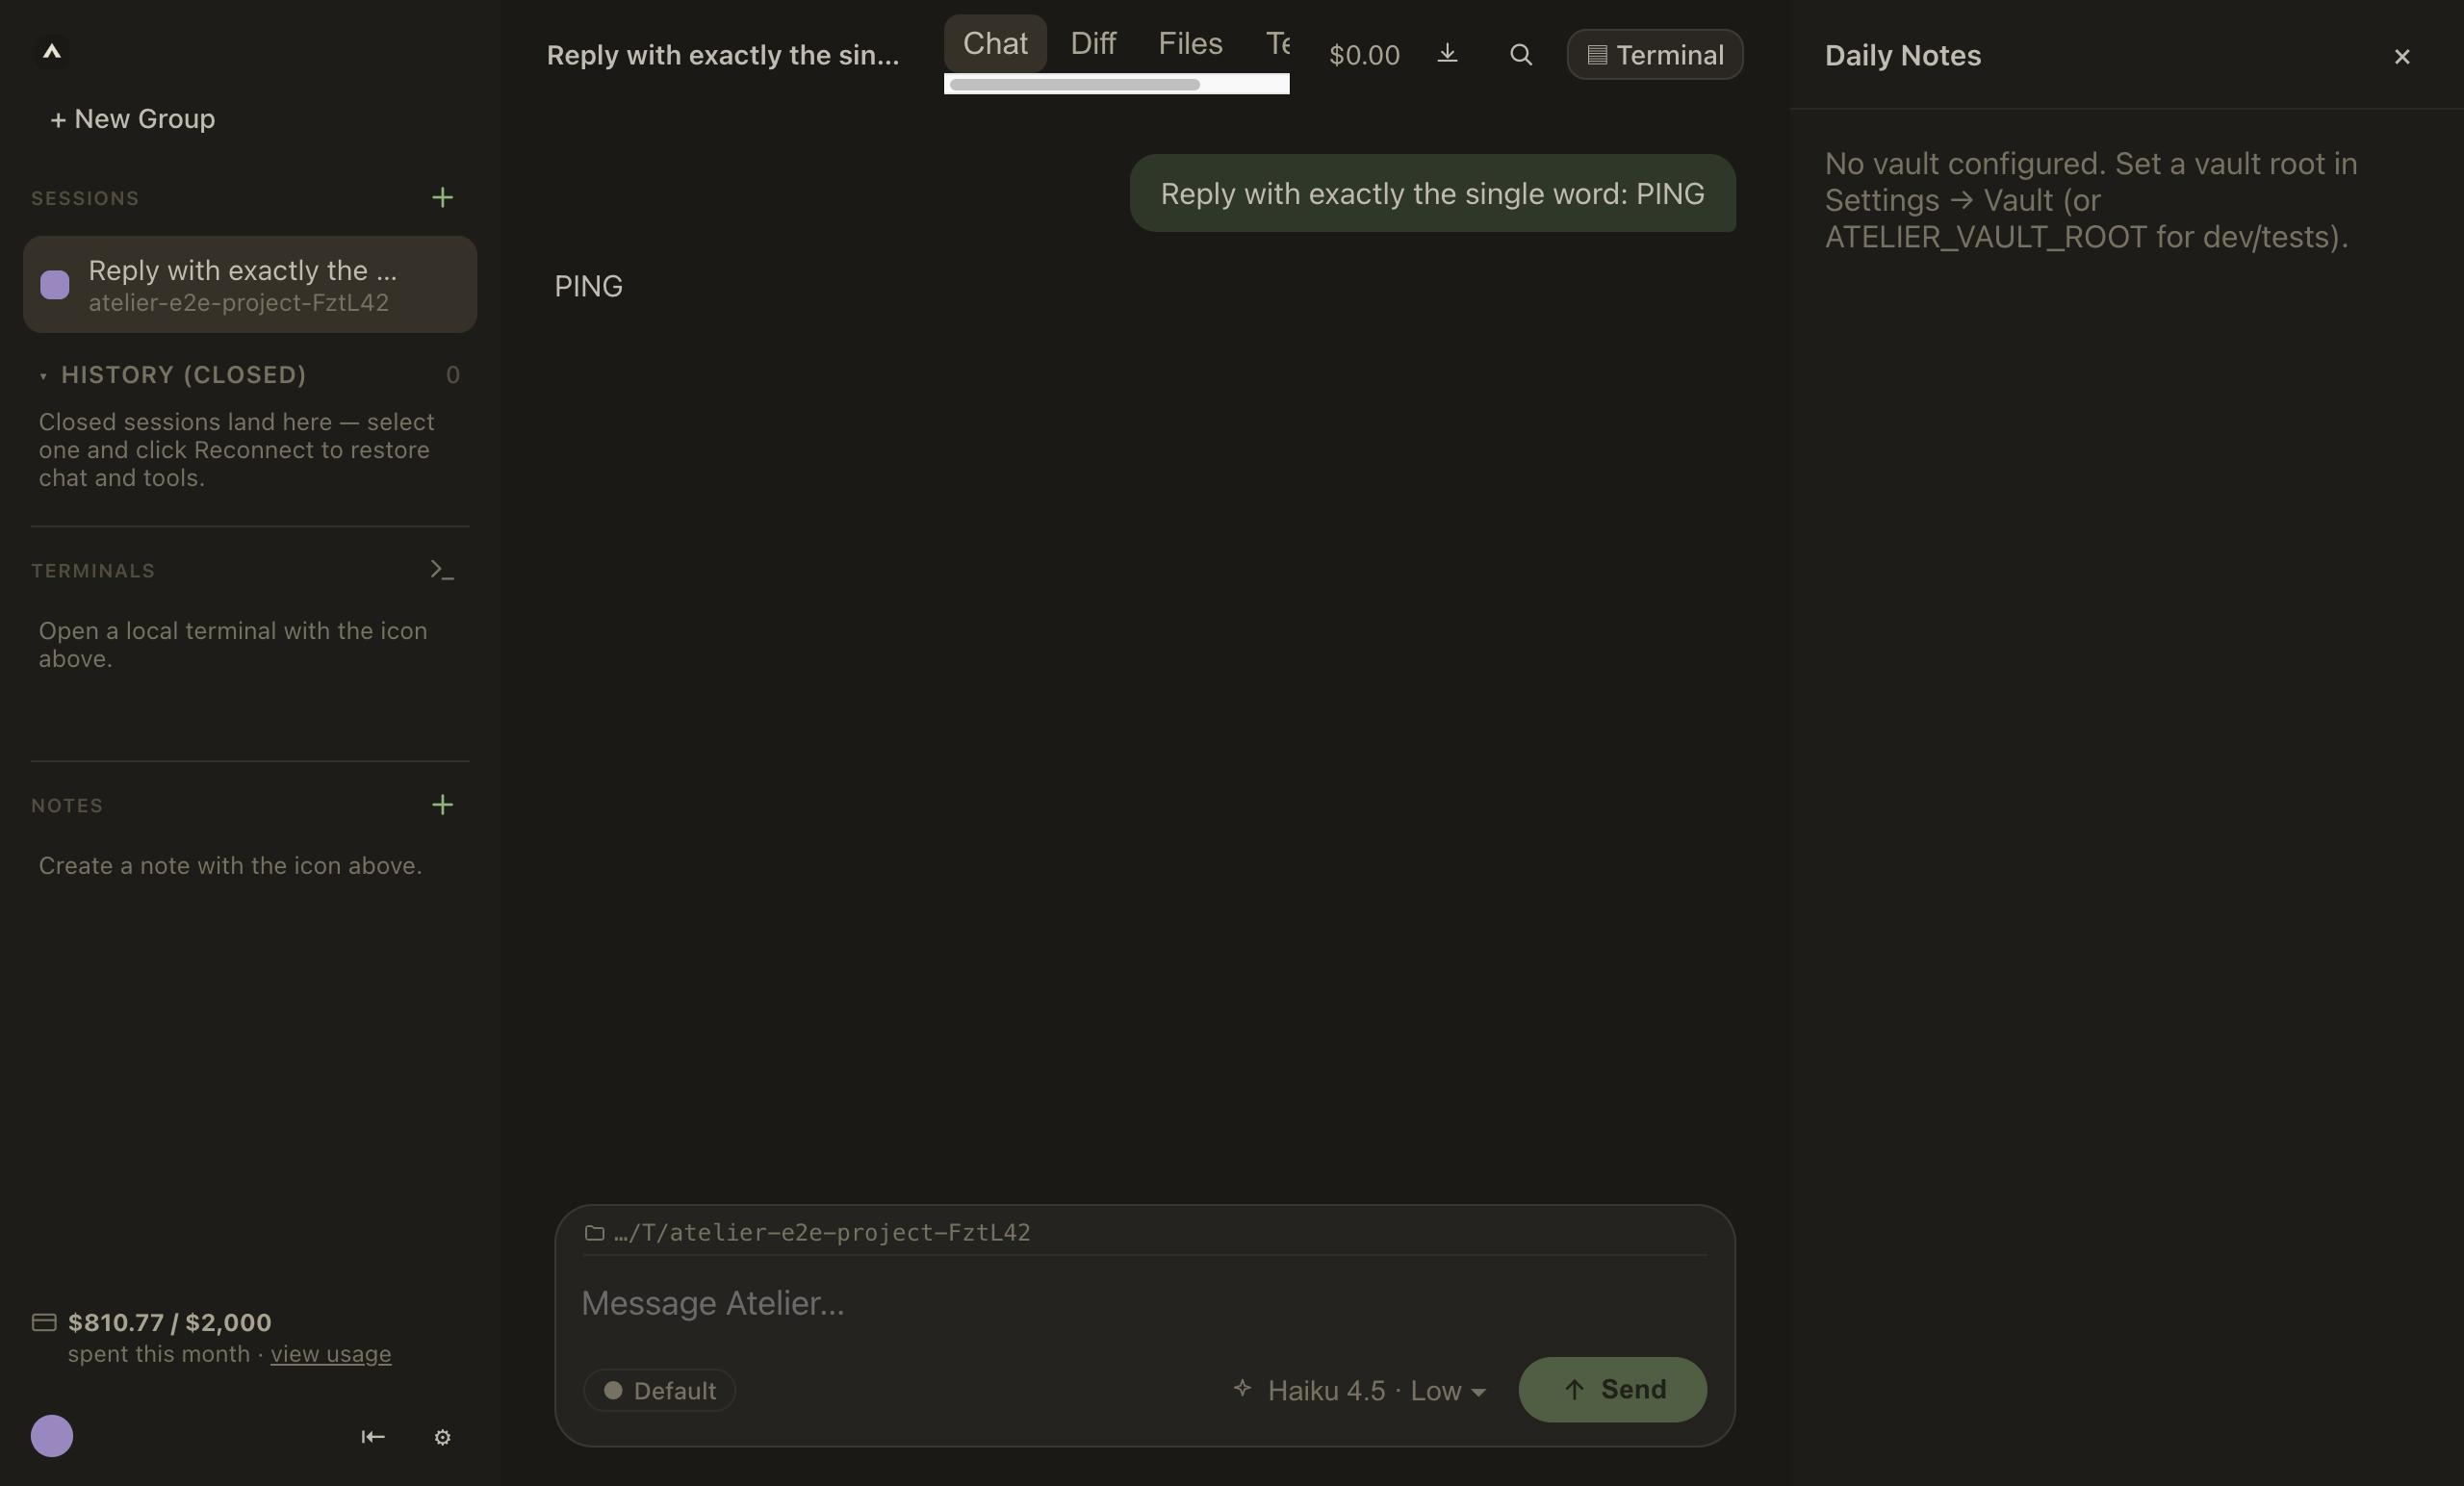 + New Group
SESSIONS
Reply with exactly the ...
atelier-e2e-project-FztL42
HISTORY (CLOSED) 0
Closed sessions land here — select
one and click Reconnect to restore
chat and tools.
TERMINALS
Open a local terminal with the icon
above.
NOTES
Create a note with the icon above.
$810.77 / $2,000
spent this month · view usage
Reply with exactly the sin...
Chat Diff Files Te
$0.00
Terminal
Reply with exactly the single word: PING
PING
…/T/atelier-e2e-project-FztL42
Message Atelier...
Default
Haiku 4.5 · Low
Send
Daily Notes
No vault configured. Set a vault root in
Settings → Vault (or
ATELIER_VAULT_ROOT for dev/tests).